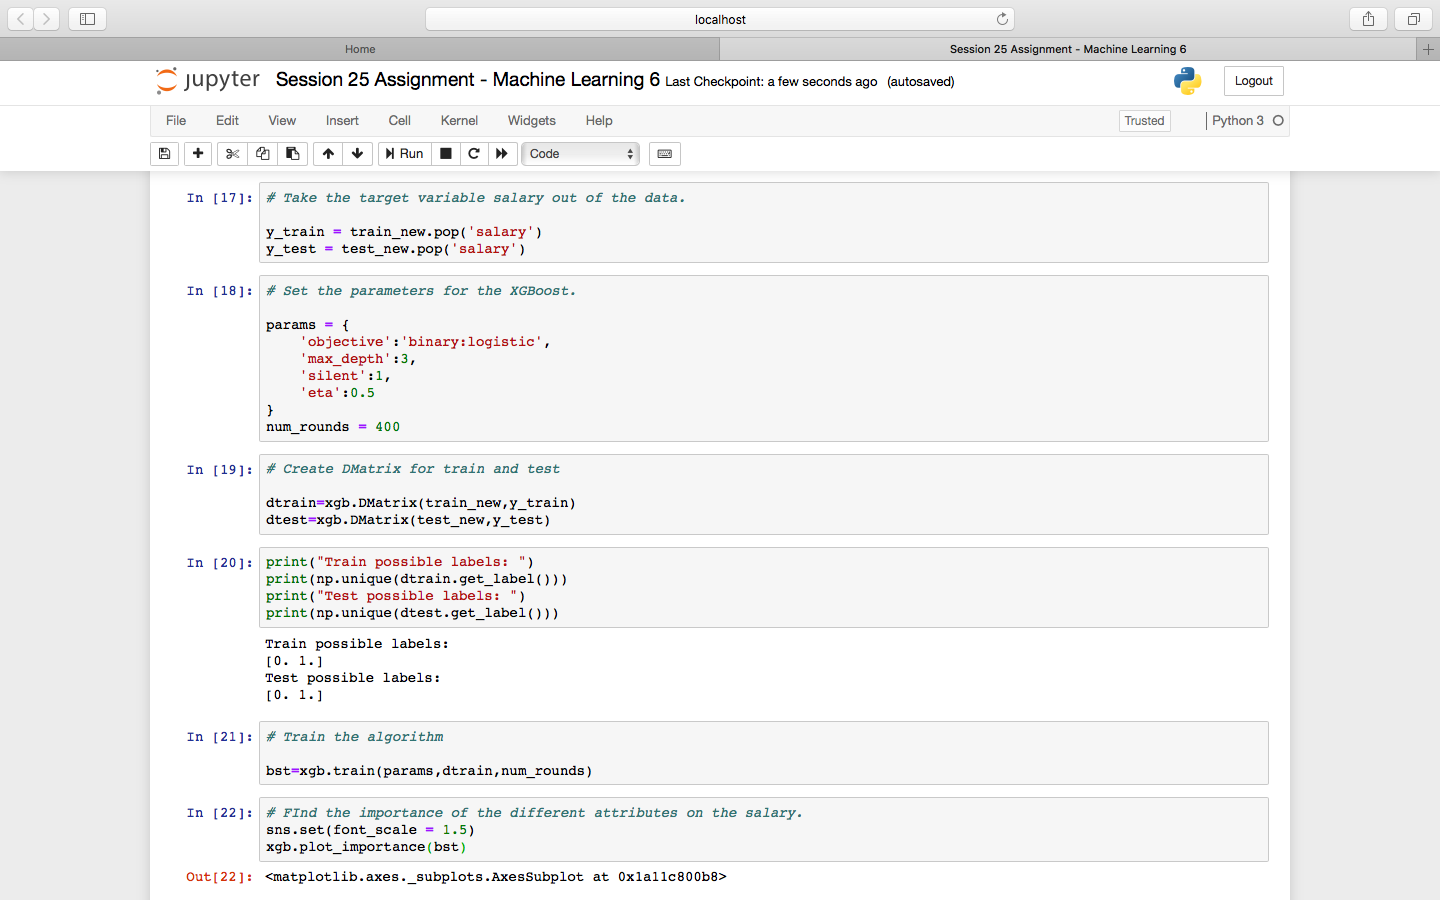 localhost
Home
Session 25 Assignment - Machine Learning 6
jupyter Session 25 Assignment - Machine Learning 6 Last Checkpoint: a few seconds ago (autosaved)
Logout
File Edit View Insert Cell Kernel Widgets Help
Trusted
Python 3
Run
Code
In [17]:
# Take the target variable salary out of the data.
y_train = train_new.pop('salary')
y_test = test_new.pop('salary')
In [18]:
# Set the parameters for the XGBoost.
params = {
'objective':'binary:logistic',
'max_depth':3,
'silent':1,
'eta':0.5
}
num_rounds = 400
In [19]:
# Create DMatrix for train and test
dtrain=xgb.DMatrix(train_new,y_train)
dtest=xgb.DMatrix(test_new,y_test)
In [20]:
print("Train possible labels: ")
print(np.unique(dtrain.get_label()))
print("Test possible labels: ")
print(np.unique(dtest.get_label()))
Train possible labels:
[0. 1.]
Test possible labels:
[0. 1.]
In [21]:
# Train the algorithm
bst=xgb.train(params,dtrain,num_rounds)
In [22]:
# FInd the importance of the different attributes on the salary.
sns.set(font_scale = 1.5)
xgb.plot_importance(bst)
Out[22]:
<matplotlib.axes._subplots.AxesSubplot at 0x1a11c800b8>